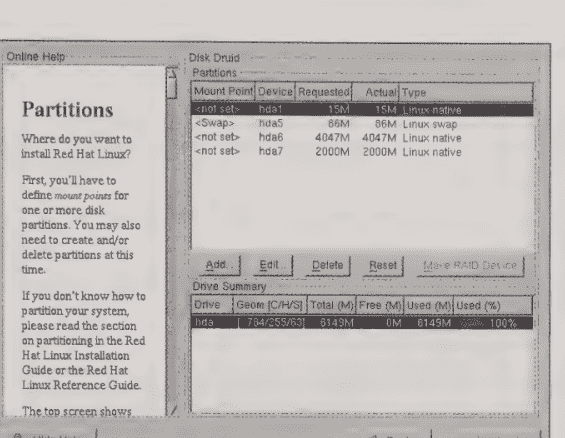 Online Help
Partitions
Where do you want to
install Red Hat Linux?
First, you'll have to
define mount points for
one or more disk
partitions. You may also
need to create and/or
delete partitions at this
time.
If you don't know how to
partition your system,
please read the section
on partitioning in the Red
Hat Linux Installation
Guide or the Red Hat
Linux Reference Guide.
The top screen shows
Disk Druid
Partitions
Mount Point Device Requested Actual Type
<not set> hda1 15M 15M Linux native
<Swap> hda5 86M 86M Linux swap
<not set> hda6 4047M 4047M Linux native
<not set> hda7 2000M 2000M Linux native
Add... Edit... Delete Reset Make RAID Device
Drive Summary
Drive Geom [C/H/S] Total (M) Free (M) Used (M) Used (%)
hda [ 784/255/63] 6149M 0M 6149M 100%